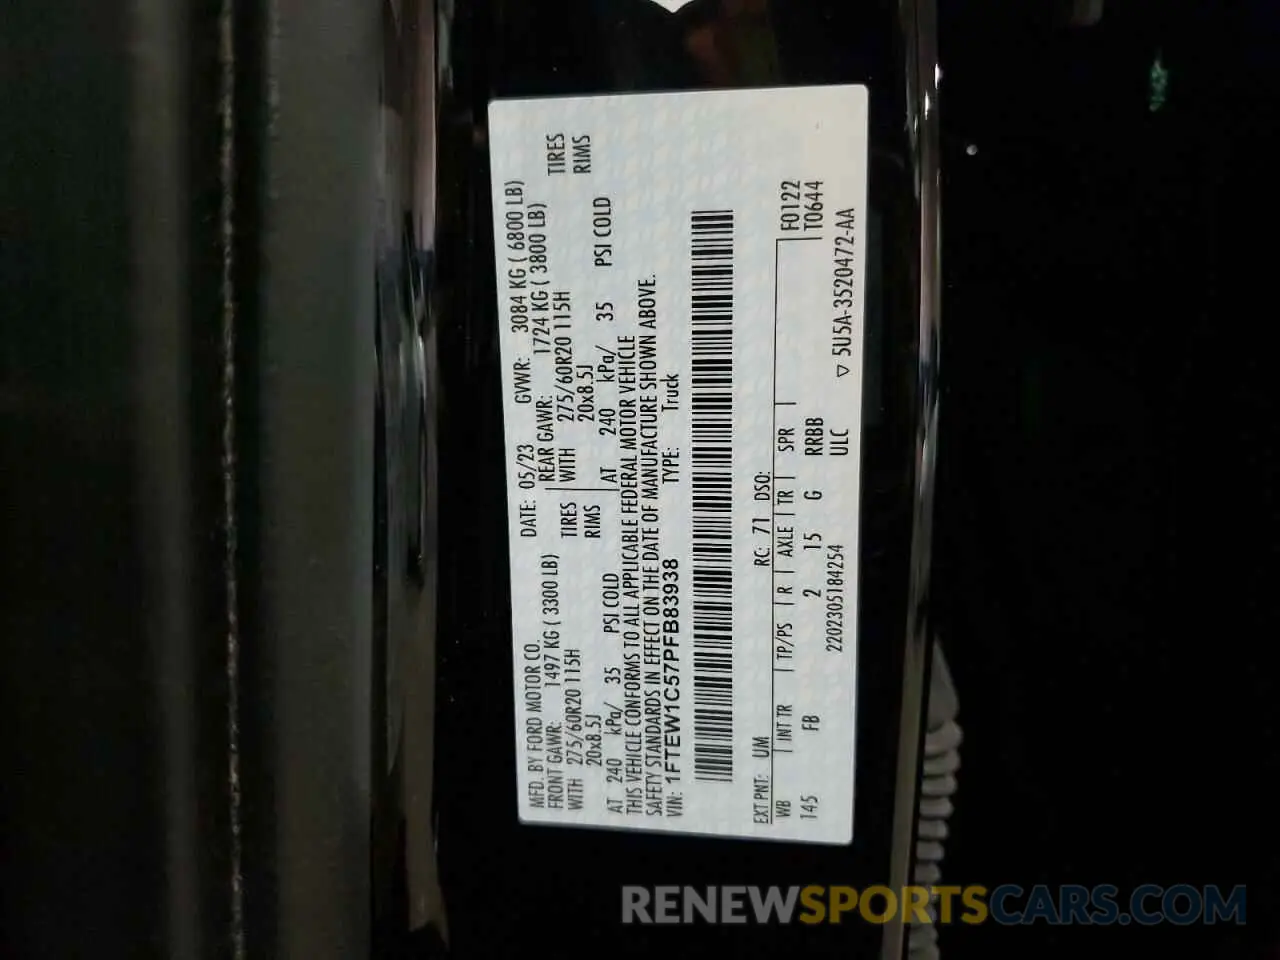 MFD. BY FORD MOTOR CO.
DATE: 05/23 GVWR: 3084 KG ( 6800 LB)
FRONT GAWR: 1497 KG ( 3300 LB)
REAR GAWR: 1724 KG ( 3800 LB)
WITH 275/60R20 115H TIRES
WITH 275/60R20 115H TIRES
20x8.5J RIMS
20x8.5J RIMS
AT 240 kPa/ 35 PSI COLD
AT 240 kPa/ 35 PSI COLD
THIS VEHICLE CONFORMS TO ALL APPLICABLE FEDERAL MOTOR VEHICLE
SAFETY STANDARDS IN EFFECT ON THE DATE OF MANUFACTURE SHOWN ABOVE.
VIN: 1FTEW1C57PFB83938 TYPE: Truck
EXT PNT: UM RC: 71 DSO: F0122
WB INT TR TP/PS R AXLE TR SPR T0644
145 FB 2 15 G RRBB
2202305184254 ULC ▽ 5U5A-3520472-AA
RENEWSPORTSCARS.COM